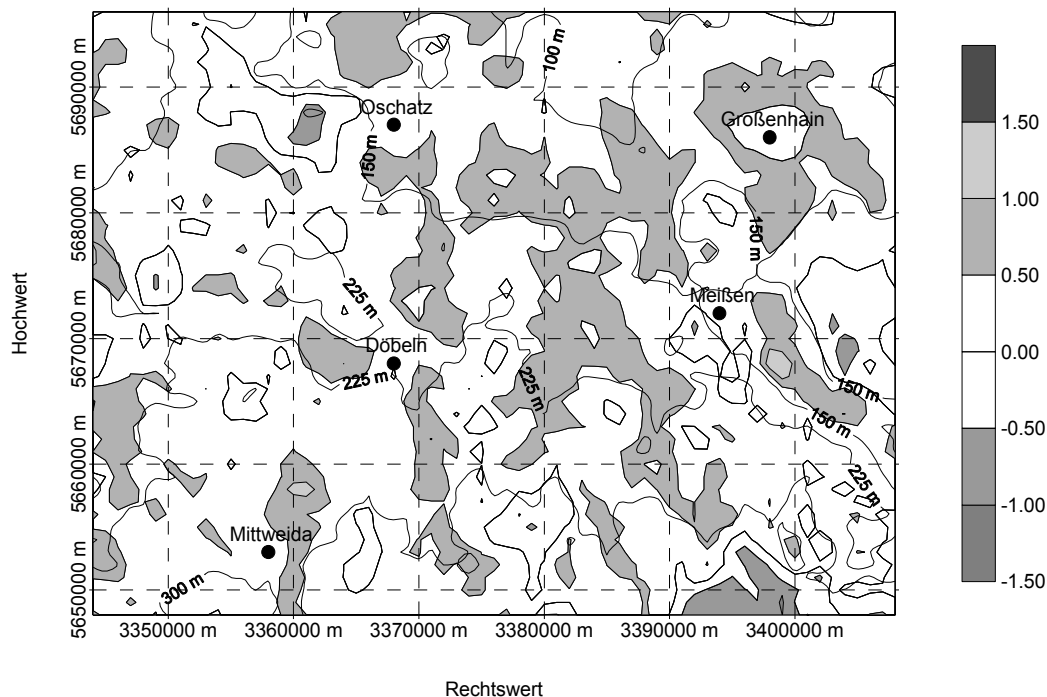 100 m
5690000 m
Oschatz
Großenhain
150 m
5680000 m
150 m
225 m
Meißen
5670000 m
Döbeln
225 m
225 m
150 m
150 m
5660000 m
225 m
Mittweida
300 m
5650000 m
3350000 m
3360000 m
3370000 m
3380000 m
3390000 m
3400000 m
Hochwert
Rechtswert
1.50
1.00
0.50
0.00
-0.50
-1.00
-1.50